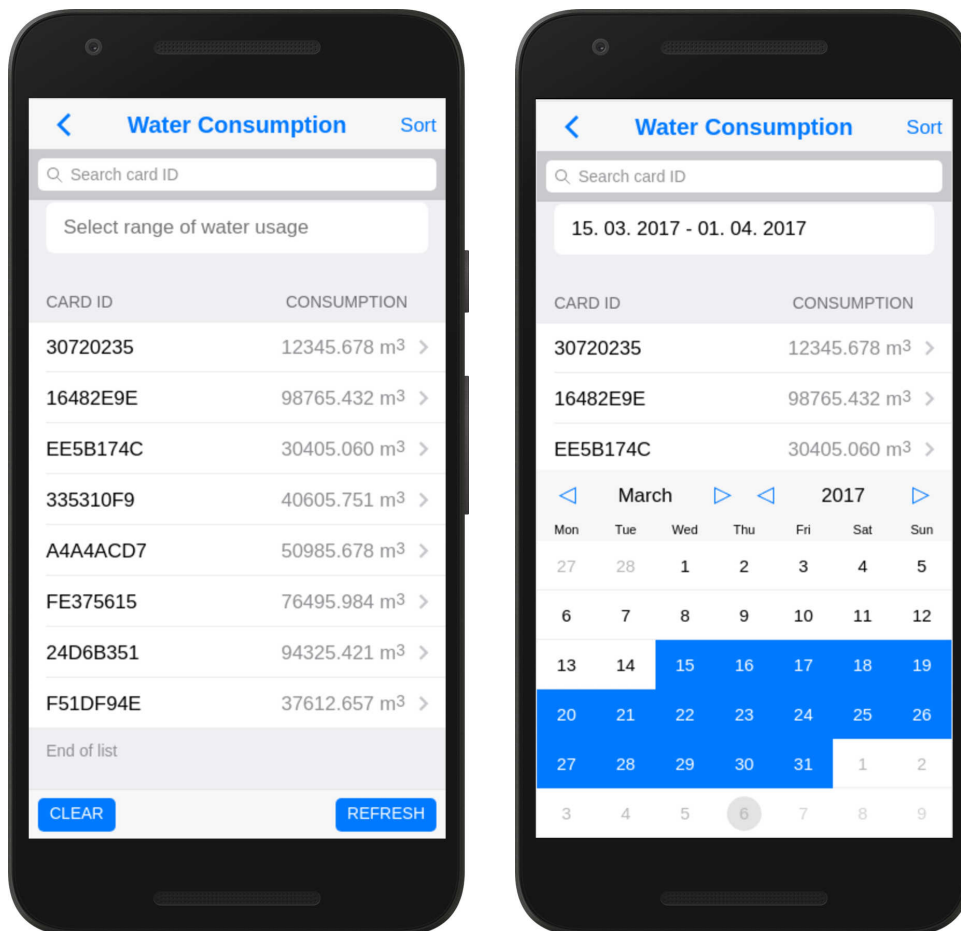 Water Consumption Sort
Search card ID
Select range of water usage
CARD ID CONSUMPTION
30720235 12345.678 m³
16482E9E 98765.432 m³
EE5B174C 30405.060 m³
335310F9 40605.751 m³
A4A4ACD7 50985.678 m³
FE375615 76495.984 m³
24D6B351 94325.421 m³
F51DF94E 37612.657 m³
End of list
CLEAR REFRESH
Water Consumption Sort
Search card ID
15. 03. 2017 - 01. 04. 2017
CARD ID CONSUMPTION
30720235 12345.678 m³
16482E9E 98765.432 m³
EE5B174C 30405.060 m³
March 2017
Mon Tue Wed Thu Fri Sat Sun
27 28 1 2 3 4 5
6 7 8 9 10 11 12
13 14 15 16 17 18 19
20 21 22 23 24 25 26
27 28 29 30 31 1 2
3 4 5 6 7 8 9